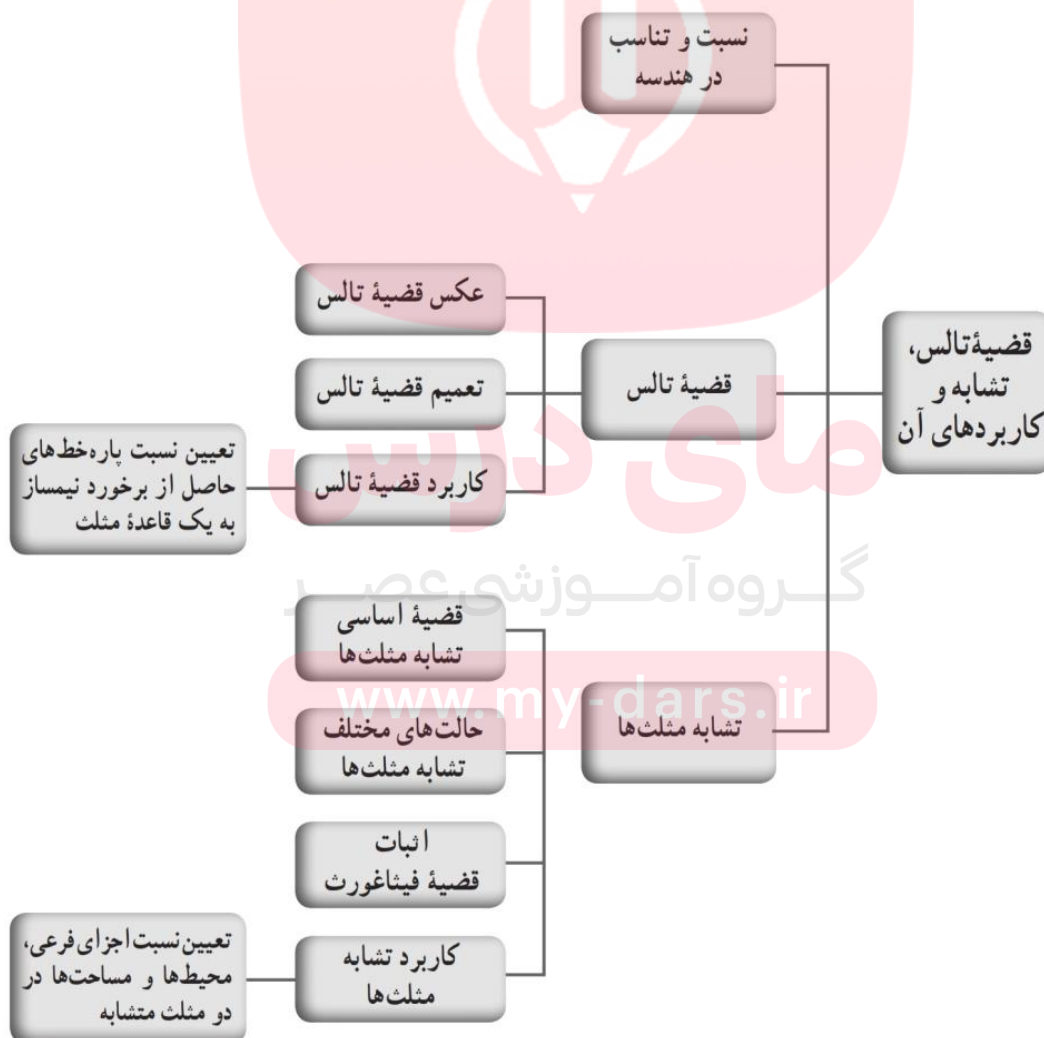 نسبت و تناسب
در هندسه
قضیهٔ تالس،
تشابه و
کاربردهای آن
قضیهٔ تالس
عکس قضیهٔ تالس
تعمیم قضیهٔ تالس
کاربرد قضیهٔ تالس
تعیین نسبت پاره‌خط‌های
حاصل از برخورد نیمساز
به یک قاعدهٔ مثلث
مای درس
گروه آموزشی عصر
www.my-dars.ir
تشابه مثلث‌ها
قضیهٔ اساسی
تشابه مثلث‌ها
حالت‌های مختلف
تشابه مثلث‌ها
اثبات
قضیهٔ فیثاغورث
کاربرد تشابه
مثلث‌ها
تعیین نسبت اجزای فرعی،
محیط‌ها و مساحت‌ها در
دو مثلث متشابه